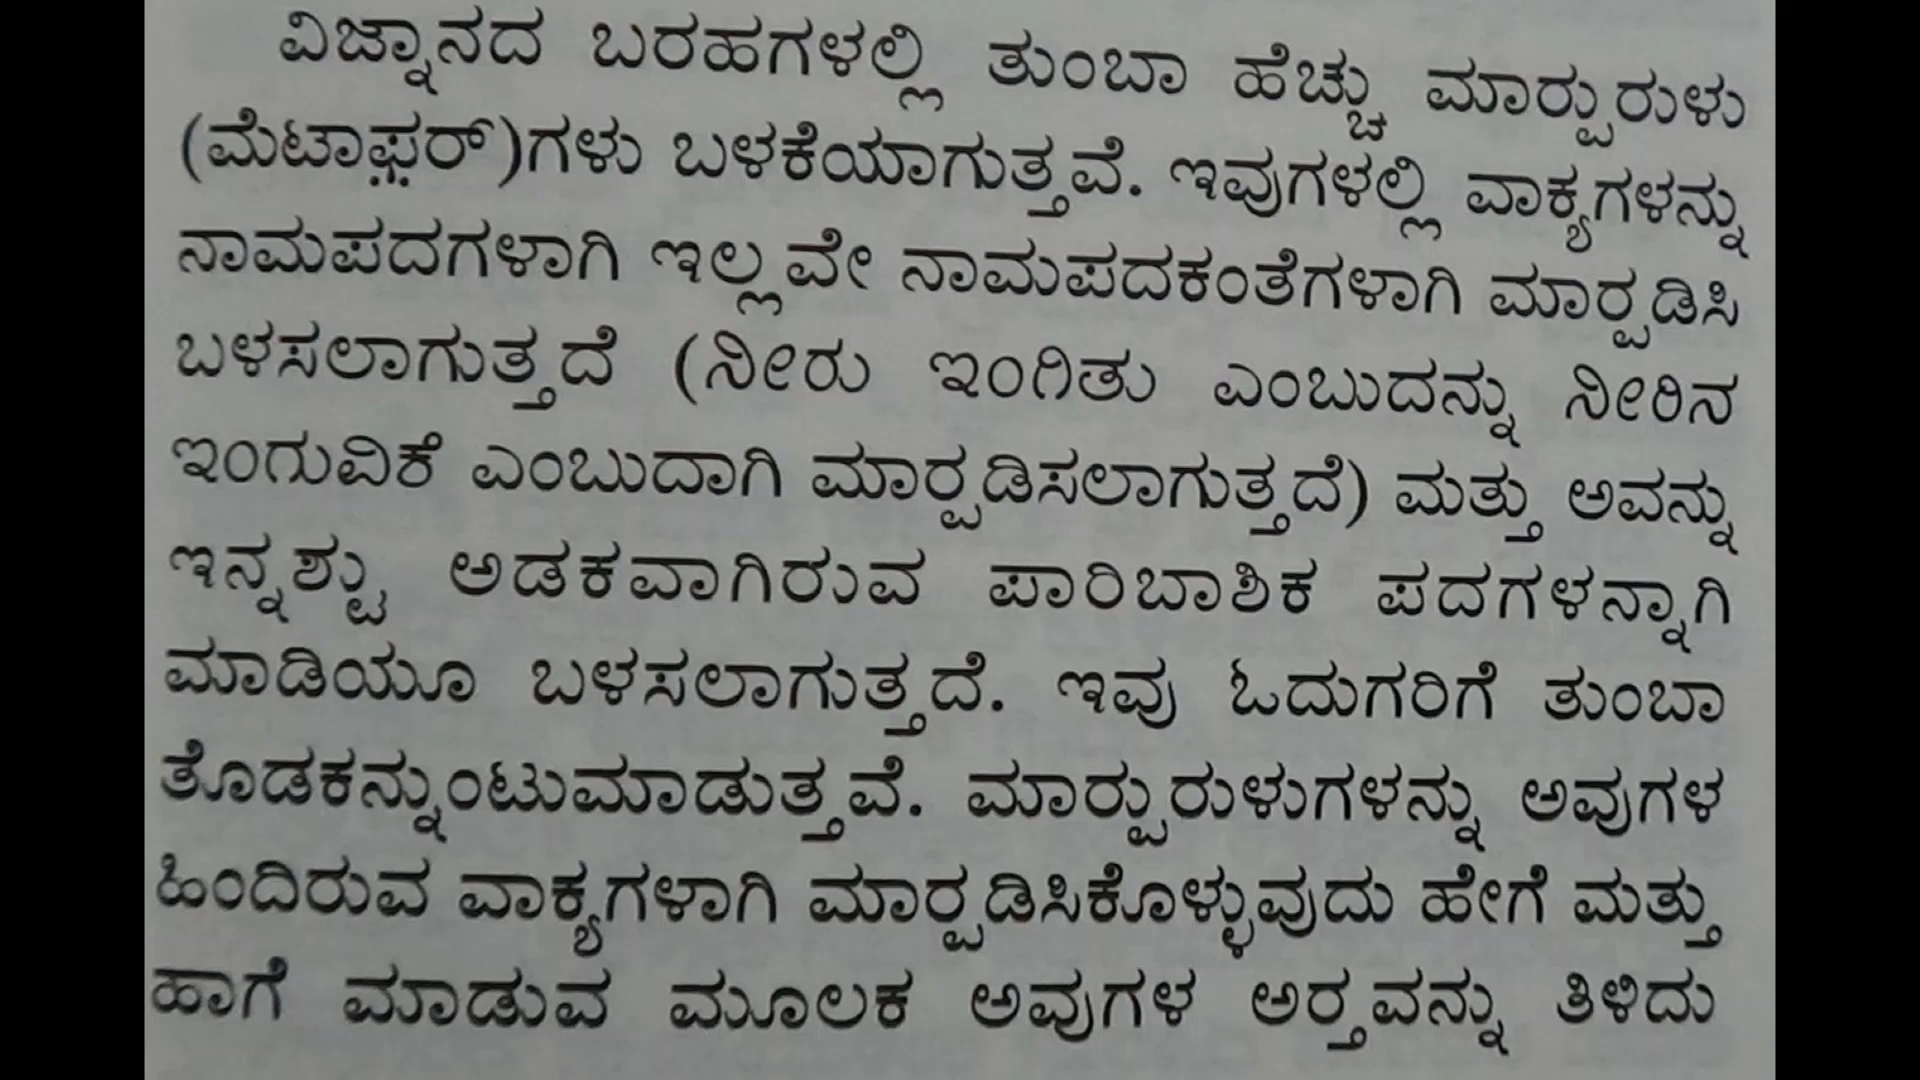 ವಿಜ್ನಾನದ ಬರಹಗಳಲ್ಲಿ ತುಂಬಾ ಹೆಚ್ಚು ಮಾರ‍್ಪುರುಳು
(ಮೆಟಾಫ಼ರ್)ಗಳು ಬಳಕೆಯಾಗುತ್ತವೆ. ಇವುಗಳಲ್ಲಿ ವಾಕ್ಯಗಳನ್ನು
ನಾಮಪದಗಳಾಗಿ ಇಲ್ಲವೇ ನಾಮಪದಕಂತೆಗಳಾಗಿ ಮಾರ‍್ಪಡಿಸಿ
ಬಳಸಲಾಗುತ್ತದೆ (ನೀರು ಇಂಗಿತು ಎಂಬುದನ್ನು ನೀರಿನ
ಇಂಗುವಿಕೆ ಎಂಬುದಾಗಿ ಮಾರ‍್ಪಡಿಸಲಾಗುತ್ತದೆ) ಮತ್ತು ಅವನ್ನು
ಇನ್ನಶ್ಟು ಅಡಕವಾಗಿರುವ ಪಾರಿಬಾಶಿಕ ಪದಗಳನ್ನಾಗಿ
ಮಾಡಿಯೂ ಬಳಸಲಾಗುತ್ತದೆ. ಇವು ಓದುಗರಿಗೆ ತುಂಬಾ
ತೊಡಕನ್ನುಂಟುಮಾಡುತ್ತವೆ. ಮಾರ‍್ಪುರುಳುಗಳನ್ನು ಅವುಗಳ
ಹಿಂದಿರುವ ವಾಕ್ಯಗಳಾಗಿ ಮಾರ‍್ಪಡಿಸಿಕೊಳ್ಳುವುದು ಹೇಗೆ ಮತ್ತು
ಹಾಗೆ ಮಾಡುವ ಮೂಲಕ ಅವುಗಳ ಅರ‍್ತವನ್ನು ತಿಳಿದು